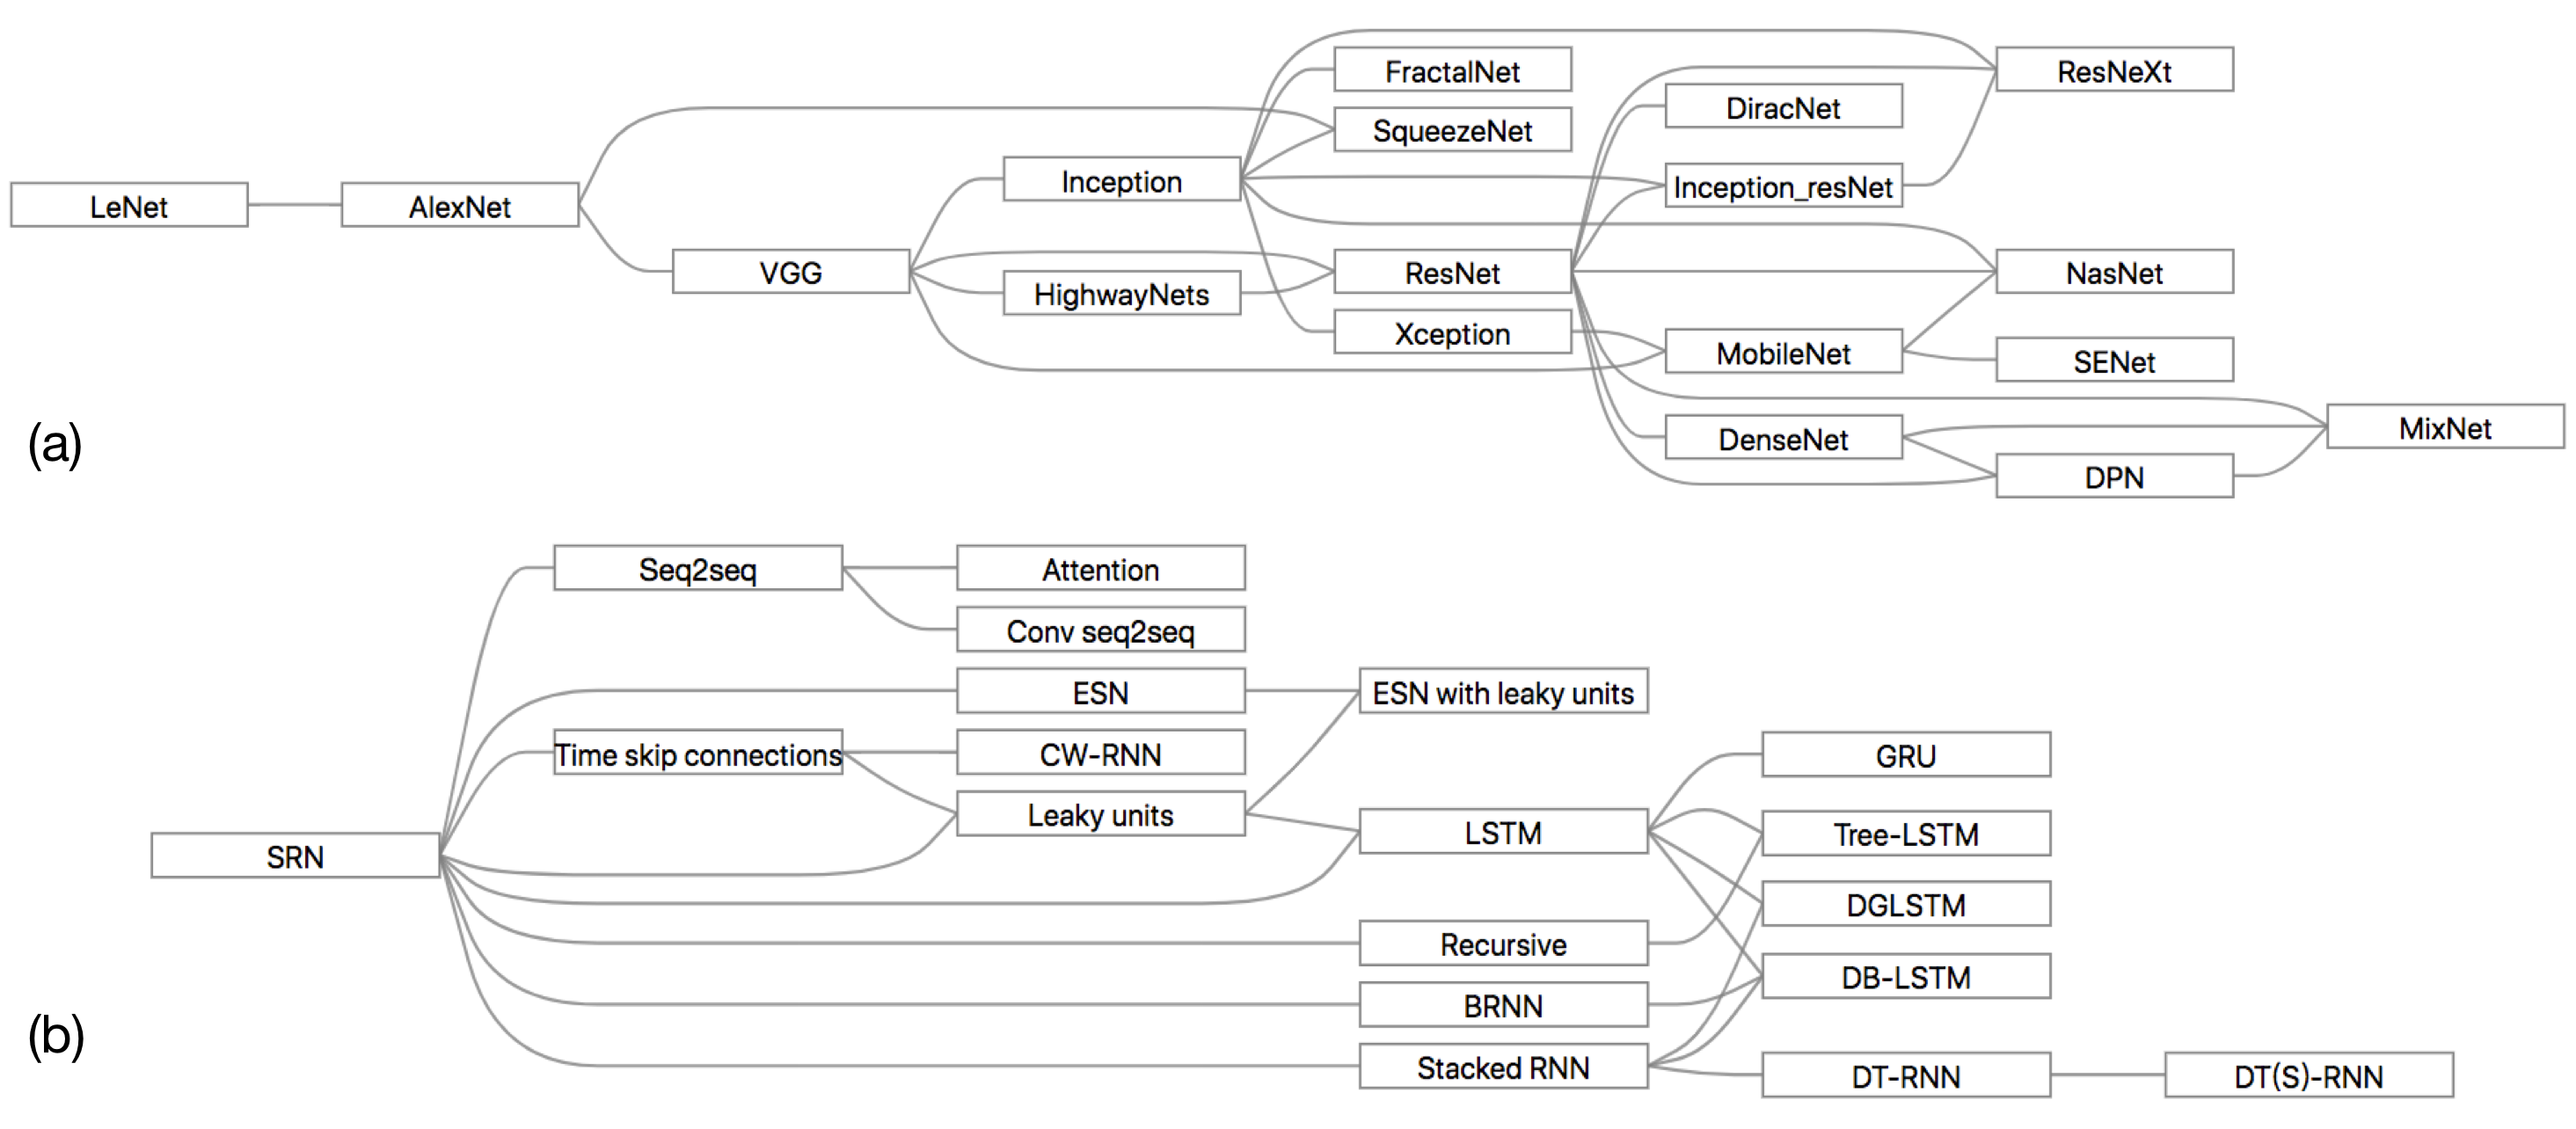 FractalNet
ResNeXt
DiracNet
SqueezeNet
Inception
Inception_resNet
LeNet
AlexNet
VGG
ResNet
NasNet
HighwayNets
Xception
MobileNet
SENet
MixNet
DenseNet
DPN
(a)
Seq2seq
Attention
Conv seq2seq
ESN
ESN with leaky units
Time skip connections
CW-RNN
GRU
Leaky units
LSTM
Tree-LSTM
SRN
DGLSTM
Recursive
DB-LSTM
BRNN
Stacked RNN
DT-RNN
DT(S)-RNN
(b)